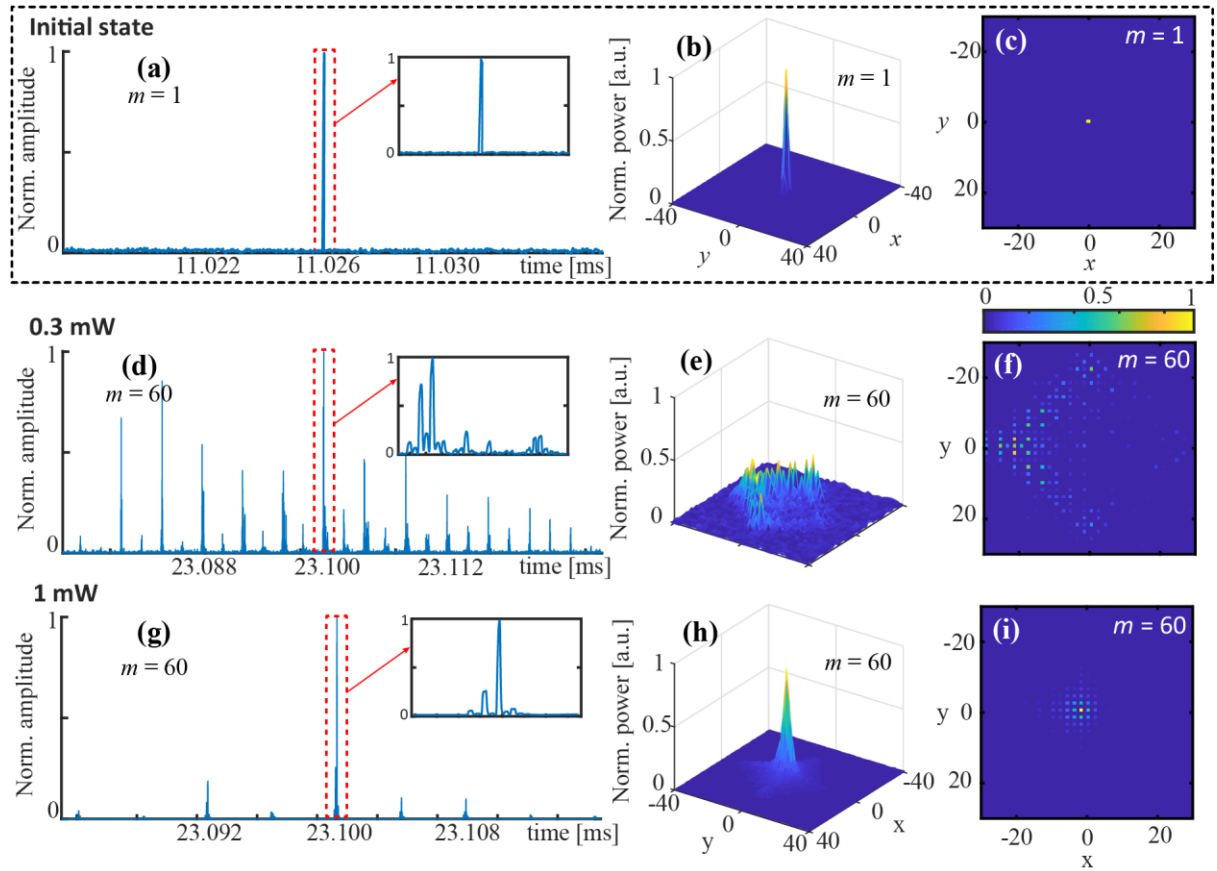 Initial state
(a)
m = 1
Norm. amplitude
1
0
11.022 11.026 11.030 time [ms]
1
0
(b)
m = 1
Norm. power [a.u.]
1
0.5
0
-40
0
40
y
40
0
-40
x
(c)
m = 1
-20
y 0
20
-20 0 20
x
0 0.5 1
0.3 mW
(d)
m = 60
Norm. amplitude
1
0
23.088 23.100 23.112 time [ms]
1
0
(e)
m = 60
Norm. power [a.u.]
1
0.5
0
(f)
m = 60
-20
y 0
20
1 mW
(g)
m = 60
Norm. amplitude
1
0
23.092 23.100 23.108 time [ms]
1
0
(h)
m = 60
Norm. power [a.u.]
1
0.5
0
-40
0
40
y
40
0
-40
x
(i)
m = 60
-20
y 0
20
-20 0 20
x